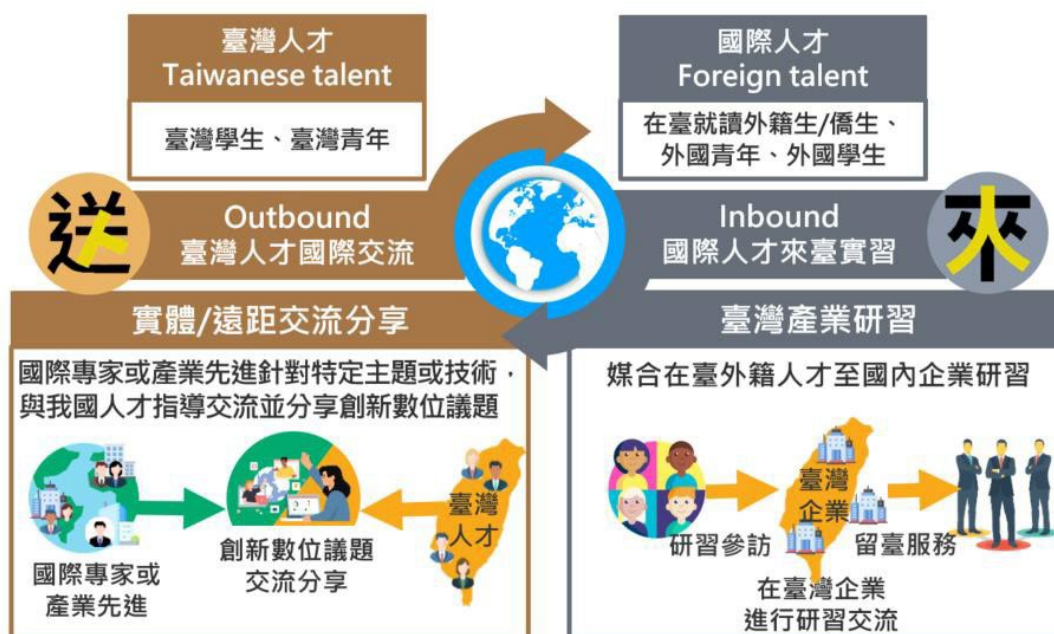 臺灣人才
Taiwanese talent
臺灣學生、臺灣青年
國際人才
Foreign talent
在臺就讀外籍生/僑生、
外國青年、外國學生
送
Outbound
臺灣人才國際交流
Inbound
國際人才來臺實習
來
實體/遠距交流分享
國際專家或產業先進針對特定主題或技術，
與我國人才指導交流並分享創新數位議題
國際專家或
產業先進
創新數位議題
交流分享
臺灣
人才
臺灣產業研習
媒合在臺外籍人才至國內企業研習
研習參訪
臺灣
企業
留臺服務
在臺灣企業
進行研習交流